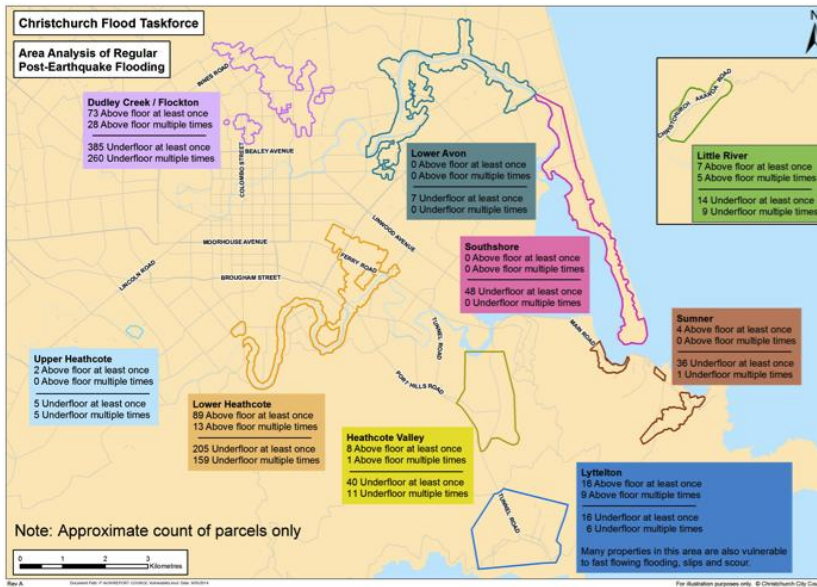 Christchurch Flood Taskforce
Area Analysis of Regular
Post-Earthquake Flooding
N
INNES ROAD
Dudley Creek / Flockton
73 Above floor at least once
28 Above floor multiple times
385 Underfloor at least once
260 Underfloor multiple times
COLOMBO STREET
BEALEY AVENUE
Lower Avon
0 Above floor at least once
0 Above floor multiple times
7 Underfloor at least once
0 Underfloor multiple times
CHRISTCHURCH AKAROA ROAD
Little River
7 Above floor at least once
5 Above floor multiple times
14 Underfloor at least once
9 Underfloor multiple times
LINWOOD AVENUE
MOORHOUSE AVENUE
FERRY ROAD
LINCOLN ROAD
BROUGHAM STREET
Southshore
0 Above floor at least once
0 Above floor multiple times
48 Underfloor at least once
0 Underfloor multiple times
TUNNEL ROAD
MAIN ROAD
Sumner
4 Above floor at least once
0 Above floor multiple times
36 Underfloor at least once
1 Underfloor multiple times
Upper Heathcote
2 Above floor at least once
0 Above floor multiple times
5 Underfloor at least once
5 Underfloor multiple times
PORT HILLS ROAD
Lower Heathcote
89 Above floor at least once
13 Above floor multiple times
205 Underfloor at least once
159 Underfloor multiple times
Heathcote Valley
8 Above floor at least once
1 Above floor multiple times
40 Underfloor at least once
11 Underfloor multiple times
TUNNEL ROAD
Lyttelton
16 Above floor at least once
9 Above floor multiple times
16 Underfloor at least once
6 Underfloor multiple times
Many properties in this area are also vulnerable
to fast flowing flooding, slips and scour.
Note: Approximate count of parcels only
0 1 2 3
Kilometres
Rev A
For illustration purposes only. © Christchurch City Cou